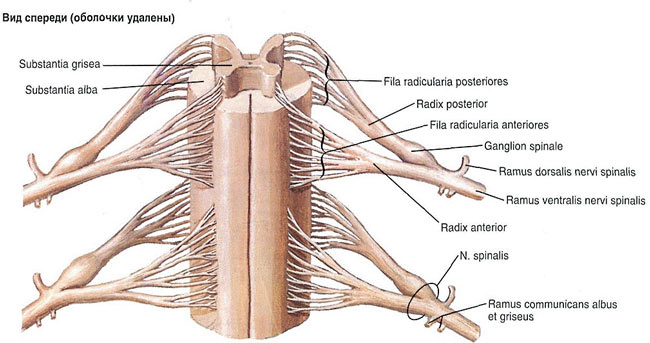 Вид спереди (оболочки удалены)
Substantia grisea
Substantia alba
Fila radicularia posteriores
Radix posterior
Fila radicularia anteriores
Ganglion spinale
Ramus dorsalis nervi spinalis
Ramus ventralis nervi spinalis
Radix anterior
N. spinalis
Ramus communicans albus
et griseus